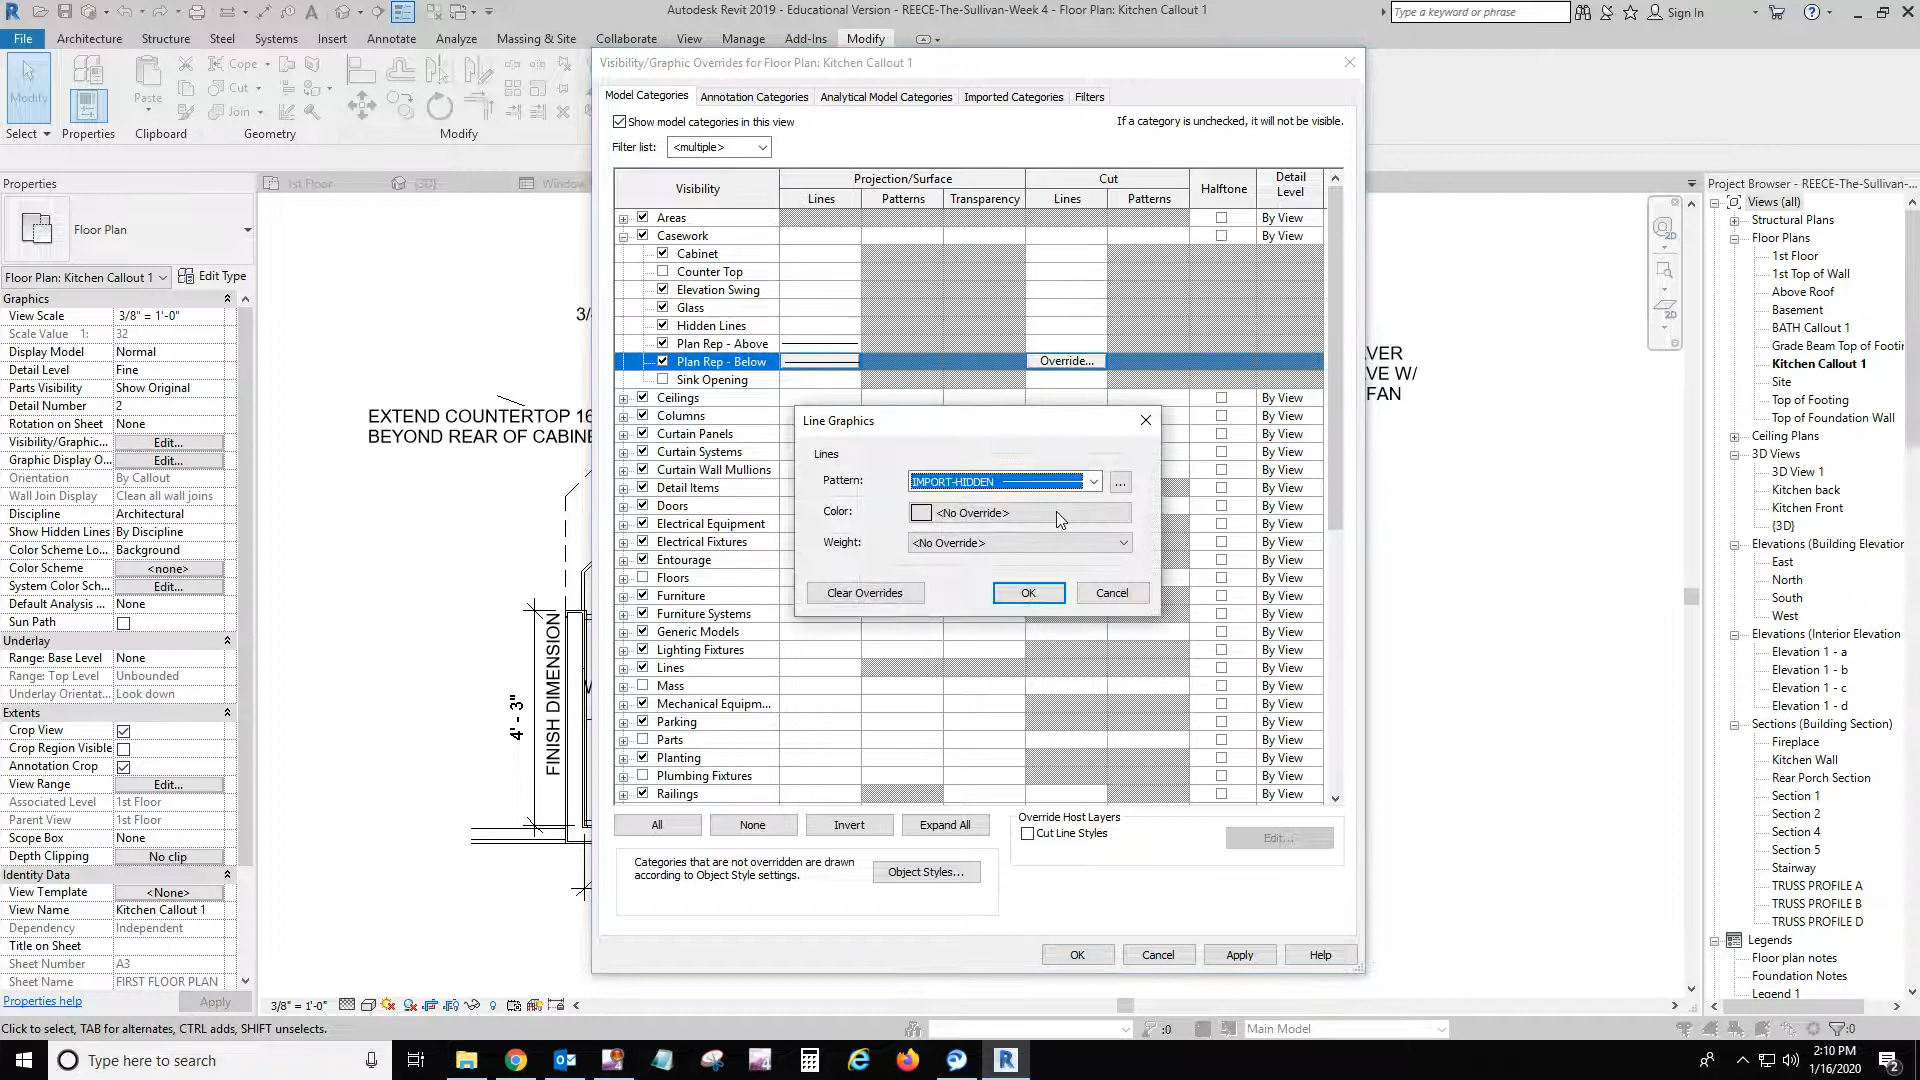 Autodesk Revit 2019 - Educational Version - REECE-The-Sullivan-Week 4 - Floor Plan: Kitchen Callout 1
Type a keyword or phrase
Sign In
File Architecture Structure Steel Systems Insert Annotate Analyze Massing & Site Collaborate View Manage Add-Ins Modify
Modify
Paste
Cope
Cut
Join
Select Properties Clipboard Geometry Modify
Properties
Floor Plan
Floor Plan: Kitchen Callout 1 Edit Type
Graphics
View Scale 3/8" = 1'-0"
Scale Value 1: 32
Display Model Normal
Detail Level Fine
Parts Visibility Show Original
Detail Number 2
Rotation on Sheet None
Visibility/Graphic... Edit...
Graphic Display O... Edit...
Orientation By Callout
Wall Join Display Clean all wall joins
Discipline Architectural
Show Hidden Lines By Discipline
Color Scheme Lo... Background
Color Scheme <none>
System Color Sch... Edit...
Default Analysis ... None
Sun Path
Underlay
Range: Base Level None
Range: Top Level Unbounded
Underlay Orientat... Look down
Extents
Crop View
Crop Region Visible
Annotation Crop
View Range Edit...
Associated Level 1st Floor
Parent View 1st Floor
Scope Box None
Depth Clipping No clip
Identity Data
View Template <None>
View Name Kitchen Callout 1
Dependency Independent
Title on Sheet
Sheet Number A3
Sheet Name FIRST FLOOR PLAN
Properties help Apply
1st Floor {3D} Window
3/
EXTEND COUNTERTOP 16
BEYOND REAR OF CABINE
4' - 3"
FINISH DIMENSION
AVER
VE W/
FAN
Visibility/Graphic Overrides for Floor Plan: Kitchen Callout 1
Model Categories Annotation Categories Analytical Model Categories Imported Categories Filters
Show model categories in this view
If a category is unchecked, it will not be visible.
Filter list: <multiple>
Visibility Projection/Surface Cut Halftone Detail Level
Lines Patterns Transparency Lines Patterns
Areas By View
Casework By View
Cabinet
Counter Top
Elevation Swing
Glass
Hidden Lines
Plan Rep - Above
Plan Rep - Below Override...
Sink Opening
Ceilings By View
Columns By View
Curtain Panels By View
Curtain Systems By View
Curtain Wall Mullions By View
Detail Items By View
Doors By View
Electrical Equipment By View
Electrical Fixtures By View
Entourage By View
Floors By View
Furniture By View
Furniture Systems By View
Generic Models By View
Lighting Fixtures By View
Lines By View
Mass By View
Mechanical Equipm... By View
Parking By View
Parts By View
Planting By View
Plumbing Fixtures By View
Railings By View
All None Invert Expand All
Override Host Layers
Cut Line Styles Edit...
Categories that are not overridden are drawn
according to Object Style settings.
Object Styles...
OK Cancel Apply Help
Line Graphics
Lines
Pattern: IMPORT-HIDDEN ...
Color: <No Override>
Weight: <No Override>
Clear Overrides OK Cancel
2D
2D
Project Browser - REECE-The-Sullivan-...
Views (all)
Structural Plans
Floor Plans
1st Floor
1st Top of Wall
Above Roof
Basement
BATH Callout 1
Grade Beam Top of Footir
Kitchen Callout 1
Site
Top of Footing
Top of Foundation Wall
Ceiling Plans
3D Views
3D View 1
Kitchen back
Kitchen Front
{3D}
Elevations (Building Elevation
East
North
South
West
Elevations (Interior Elevation
Elevation 1 - a
Elevation 1 - b
Elevation 1 - c
Elevation 1 - d
Sections (Building Section)
Fireplace
Kitchen Wall
Rear Porch Section
Section 1
Section 2
Section 4
Section 5
Stairway
TRUSS PROFILE A
TRUSS PROFILE B
TRUSS PROFILE D
Legends
Floor plan notes
Foundation Notes
Legend 1
3/8" = 1'-0"
Click to select, TAB for alternates, CTRL adds, SHIFT unselects.
:0
Main Model
:0
Type here to search
2:10 PM
1/16/2020
2